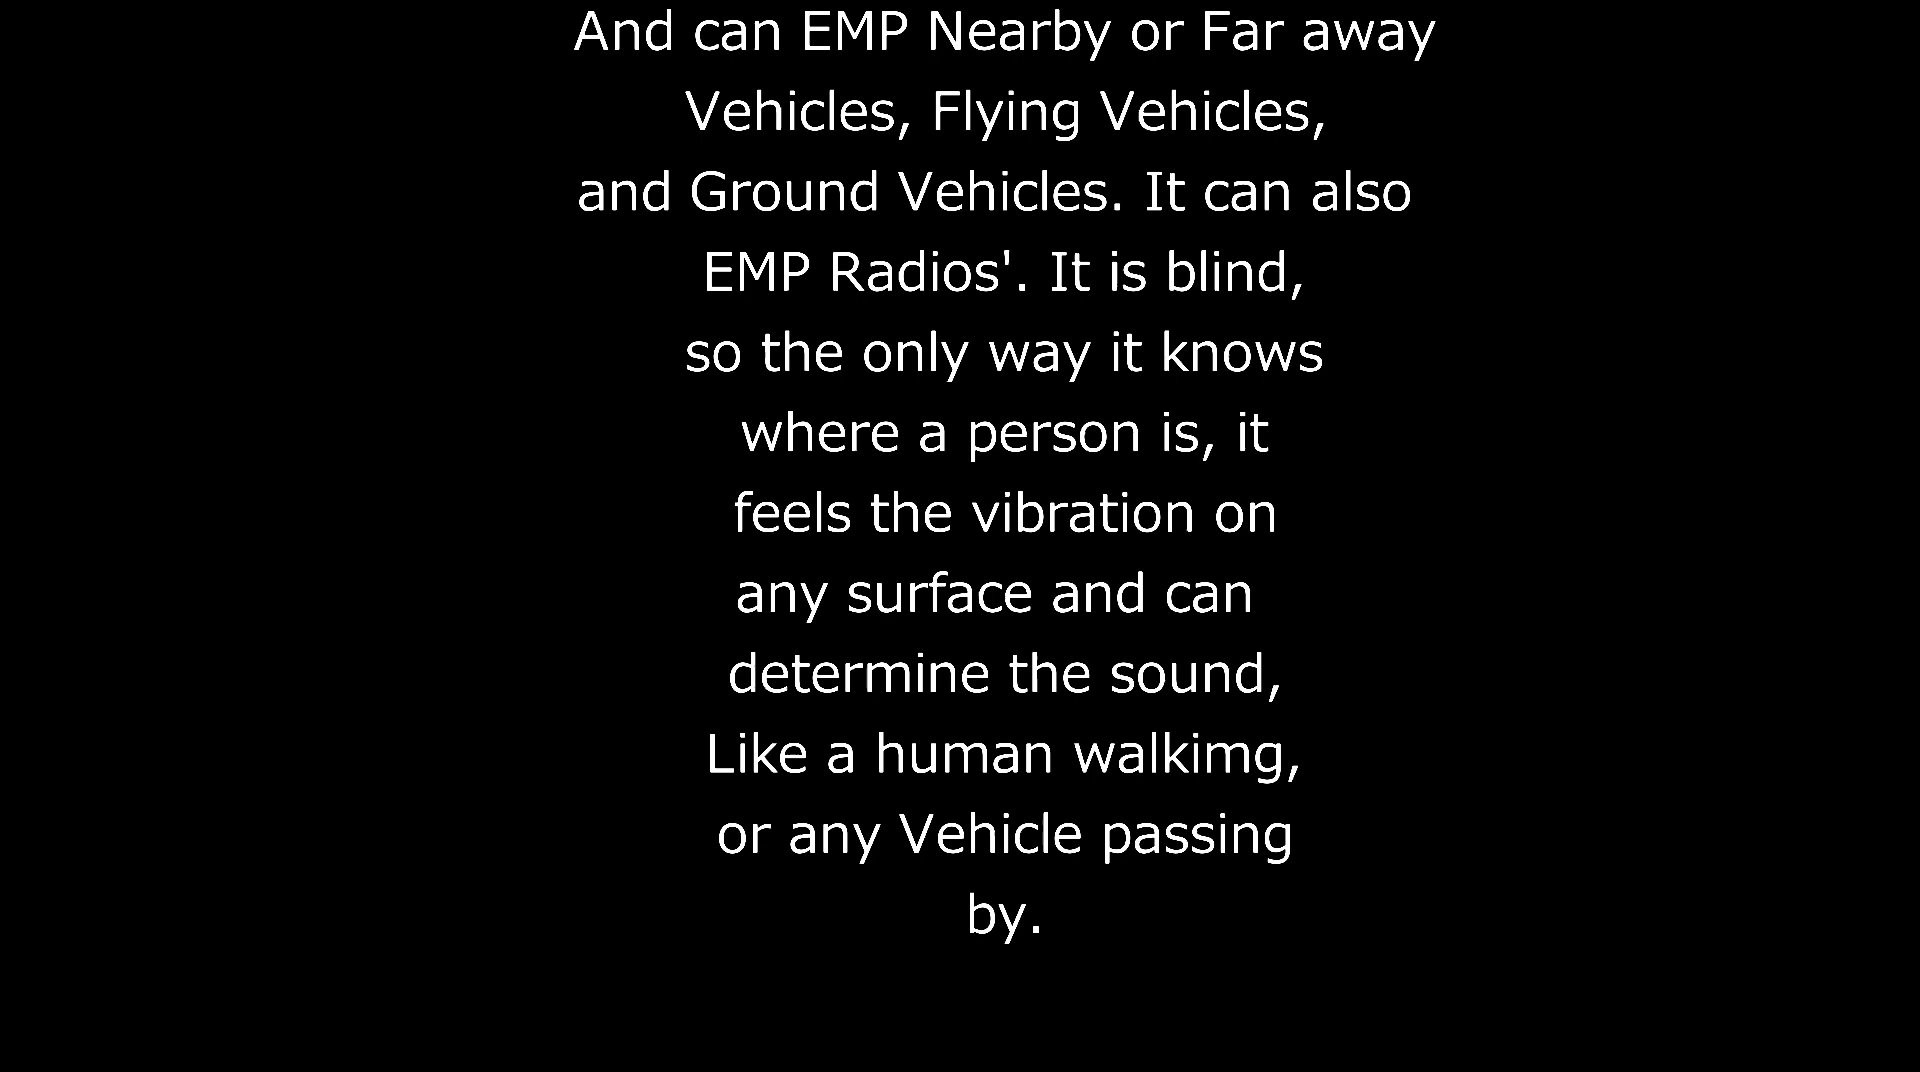 And can EMP Nearby or Far away
Vehicles, Flying Vehicles,
and Ground Vehicles. It can also
EMP Radios'. It is blind,
so the only way it knows
where a person is, it
feels the vibration on
any surface and can
determine the sound,
Like a human walkimg,
or any Vehicle passing
by.